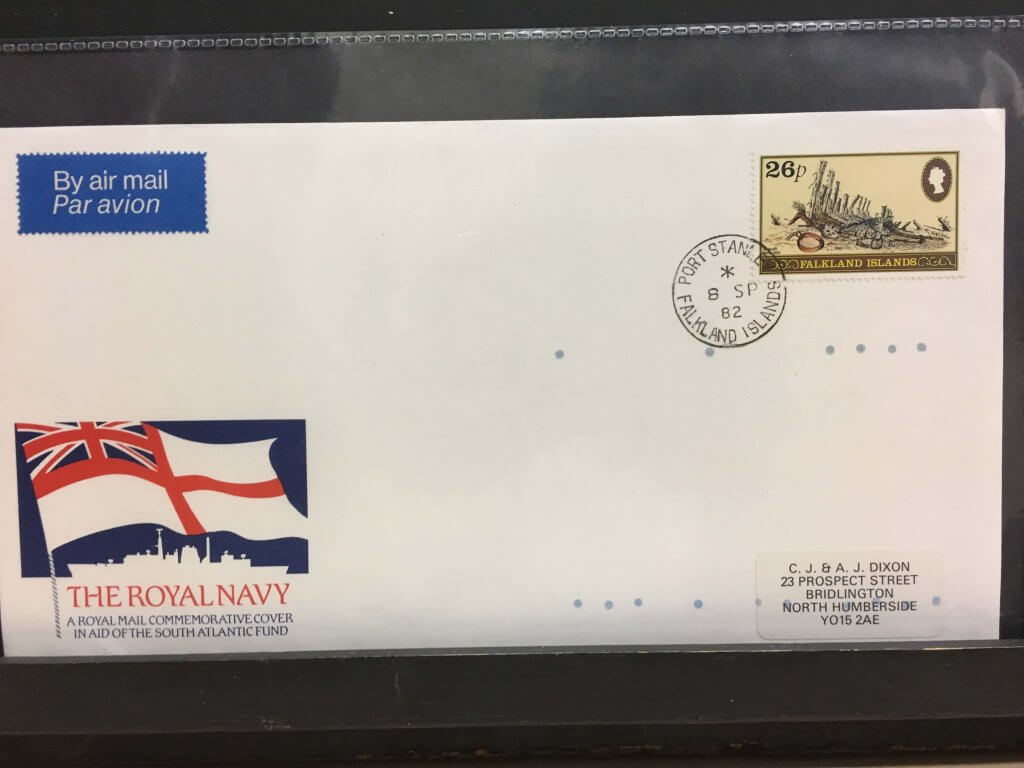 By air mail
Par avion
26p
FALKLAND ISLANDS
PORT STANLEY
*
8 SP
82
FALKLAND ISLANDS
THE ROYAL NAVY
A ROYAL MAIL COMMEMORATIVE COVER
IN AID OF THE SOUTH ATLANTIC FUND
C. J. & A. J. DIXON
23 PROSPECT STREET
BRIDLINGTON
NORTH HUMBERSIDE
YO15 2AE